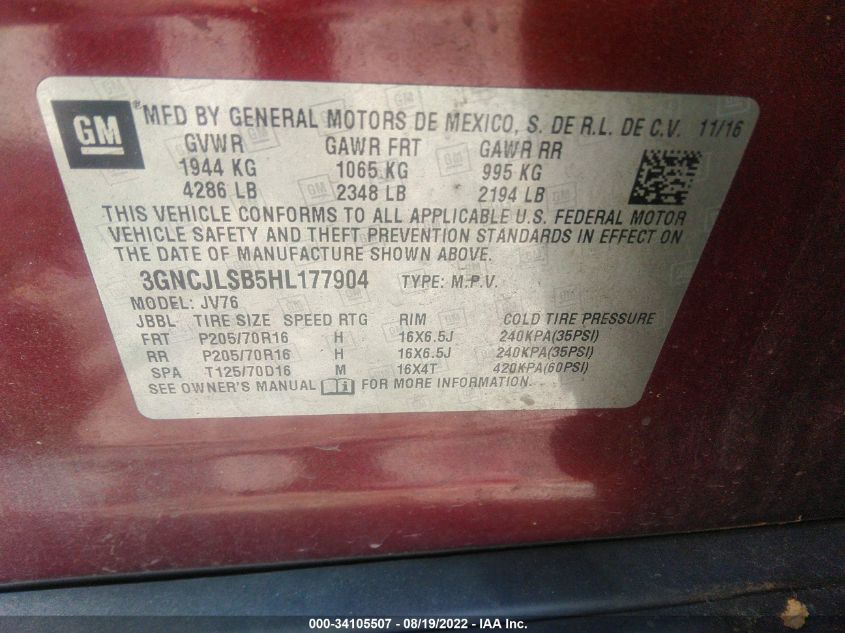 GM ® MFD BY GENERAL MOTORS DE MEXICO, S. DE R.L. DE C.V. 11/16
GVWR GAWR FRT GAWR RR
1944 KG 1065 KG 995 KG
4286 LB 2348 LB 2194 LB
THIS VEHICLE CONFORMS TO ALL APPLICABLE U.S. FEDERAL MOTOR
VEHICLE SAFETY AND THEFT PREVENTION STANDARDS IN EFFECT ON
THE DATE OF MANUFACTURE SHOWN ABOVE.
3GNCJLSB5HL177904 TYPE: M.P.V.
MODEL: JV76
JBBL TIRE SIZE SPEED RTG RIM COLD TIRE PRESSURE
FRT P205/70R16 H 16X6.5J 240KPA(35PSI)
RR P205/70R16 H 16X6.5J 240KPA(35PSI)
SPA T125/70D16 M 16X4T 420KPA(60PSI)
SEE OWNER'S MANUAL FOR MORE INFORMATION
000-34105507 - 08/19/2022 - IAA Inc.